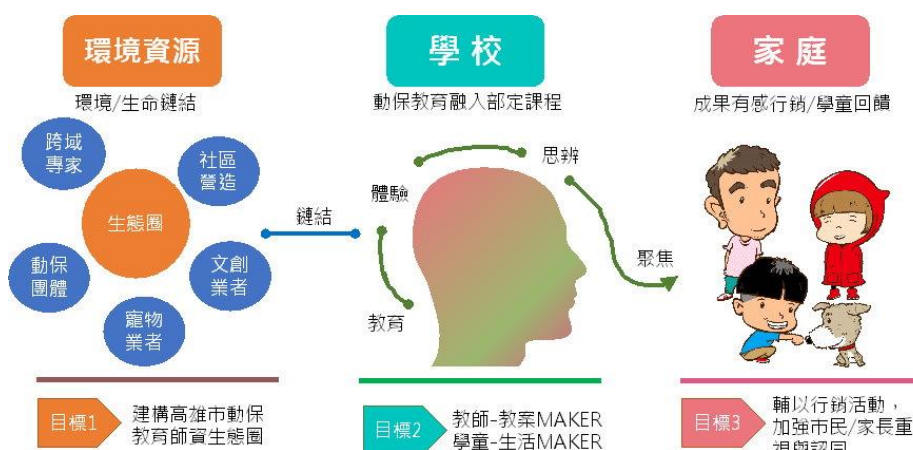 環境資源
環境/生命鏈結
跨域
專家
社區
營造
生態圈
動保
團體
文創
業者
寵物
業者
鏈結
學校
動保教育融入部定課程
思辨
體驗
教育
聚焦
家庭
成果有感行銷/學童回饋
目標1
建構高雄市動保
教育師資生態圈
目標2
教師-教案MAKER
學童-生活MAKER
目標3
輔以行銷活動，
加強市民/家長重
視與認同